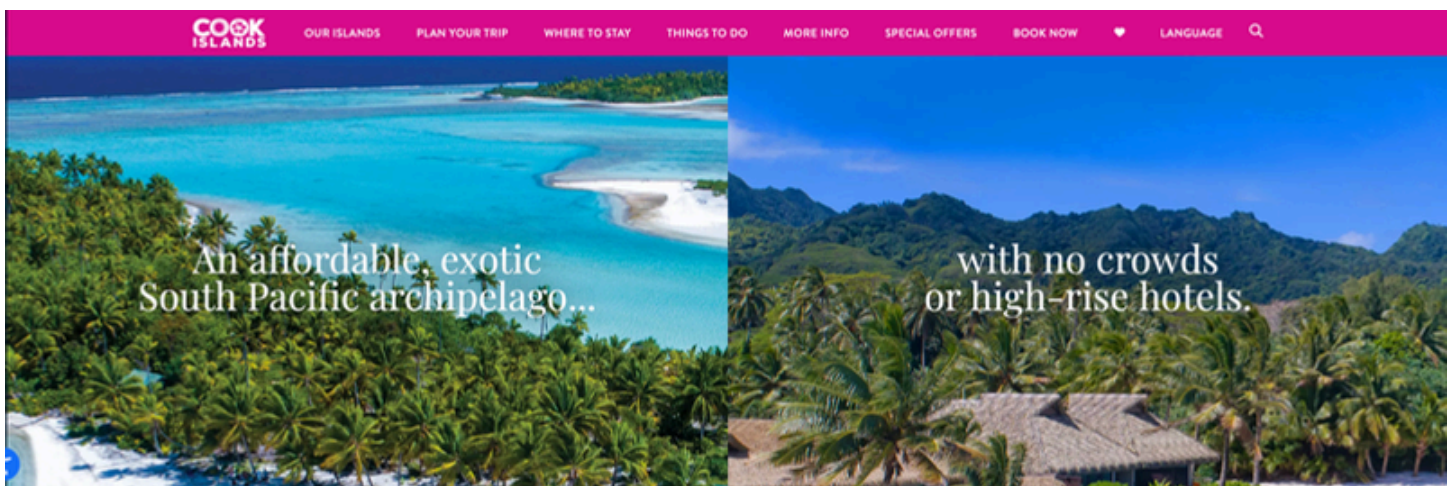 COOK
ISLANDS
OUR ISLANDS
PLAN YOUR TRIP
WHERE TO STAY
THINGS TO DO
MORE INFO
SPECIAL OFFERS
BOOK NOW
LANGUAGE
An affordable, exotic
South Pacific archipelago...
with no crowds
or high-rise hotels.